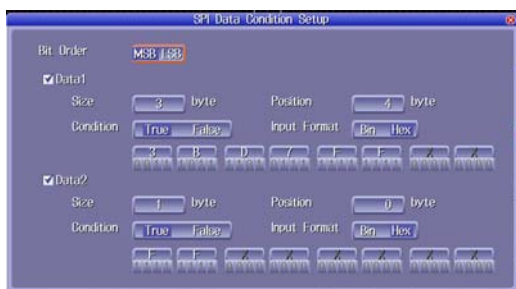 SPI Data Condition Setup
Bit Order MSB LSB
Data1
Size 3 byte Position 4 byte
Condition True False Input Format Bin Hex
3 B D 7 F F X X
Data2
Size 1 byte Position 0 byte
Condition True False Input Format Bin Hex
F F X X X X X X